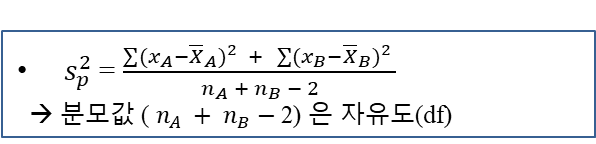 • s_p^2 = (∑(x_A−X̅_A)^2 + ∑(x_B−X̅_B)^2) / (n_A + n_B − 2)
→ 분모값 ( n_A + n_B − 2) 은 자유도(df)